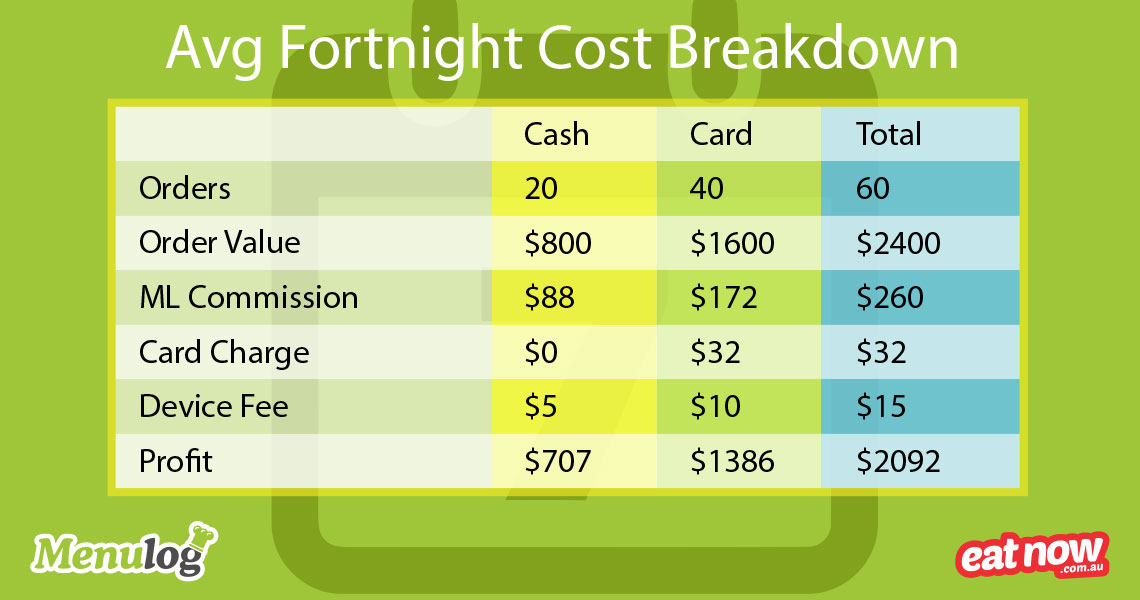 Avg Fortnight Cost Breakdown
Cash Card Total
Orders 20 40 60
Order Value $800 $1600 $2400
ML Commission $88 $172 $260
Card Charge $0 $32 $32
Device Fee $5 $10 $15
Profit $707 $1386 $2092
Menulog
eat now
.com.au